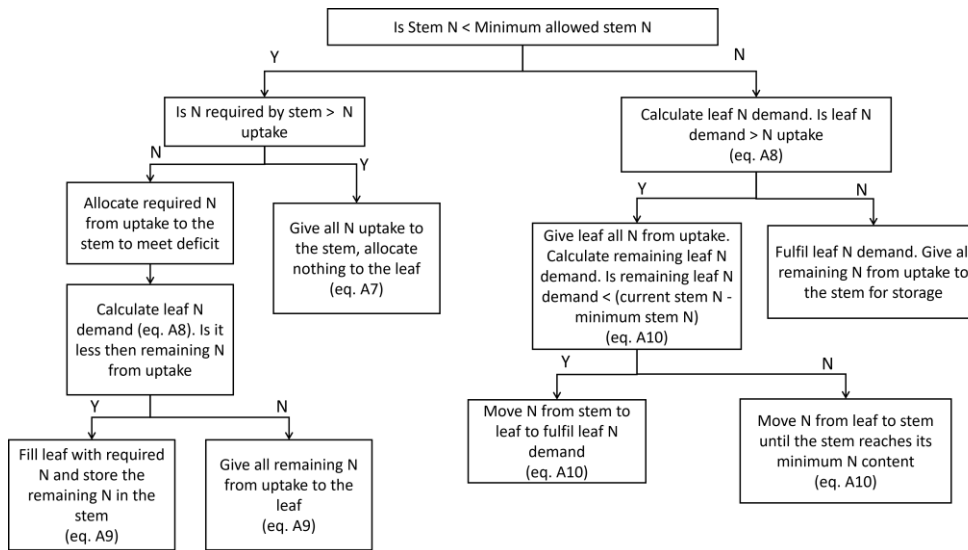 Is Stem N < Minimum allowed stem N
Y
N
Is N required by stem > N
uptake
Calculate leaf N demand. Is leaf N
demand > N uptake
(eq. A8)
N
Y
Y
N
Allocate required N
from uptake to the
stem to meet deficit
Give all N uptake to
the stem, allocate
nothing to the leaf
(eq. A7)
Give leaf all N from uptake.
Calculate remaining leaf N
demand. Is remaining leaf N
demand < (current stem N -
minimum stem N)
(eq. A10)
Fulfil leaf N demand. Give all
remaining N from uptake to
the stem for storage
Calculate leaf N
demand (eq. A8). Is it
less then remaining N
from uptake
Y
N
Y
N
Fill leaf with required
N and store the
remaining N in the
stem
(eq. A9)
Give all remaining N
from uptake to the
leaf
(eq. A9)
Move N from stem to
leaf to fulfil leaf N
demand
(eq. A10)
Move N from leaf to stem
until the stem reaches its
minimum N content
(eq. A10)